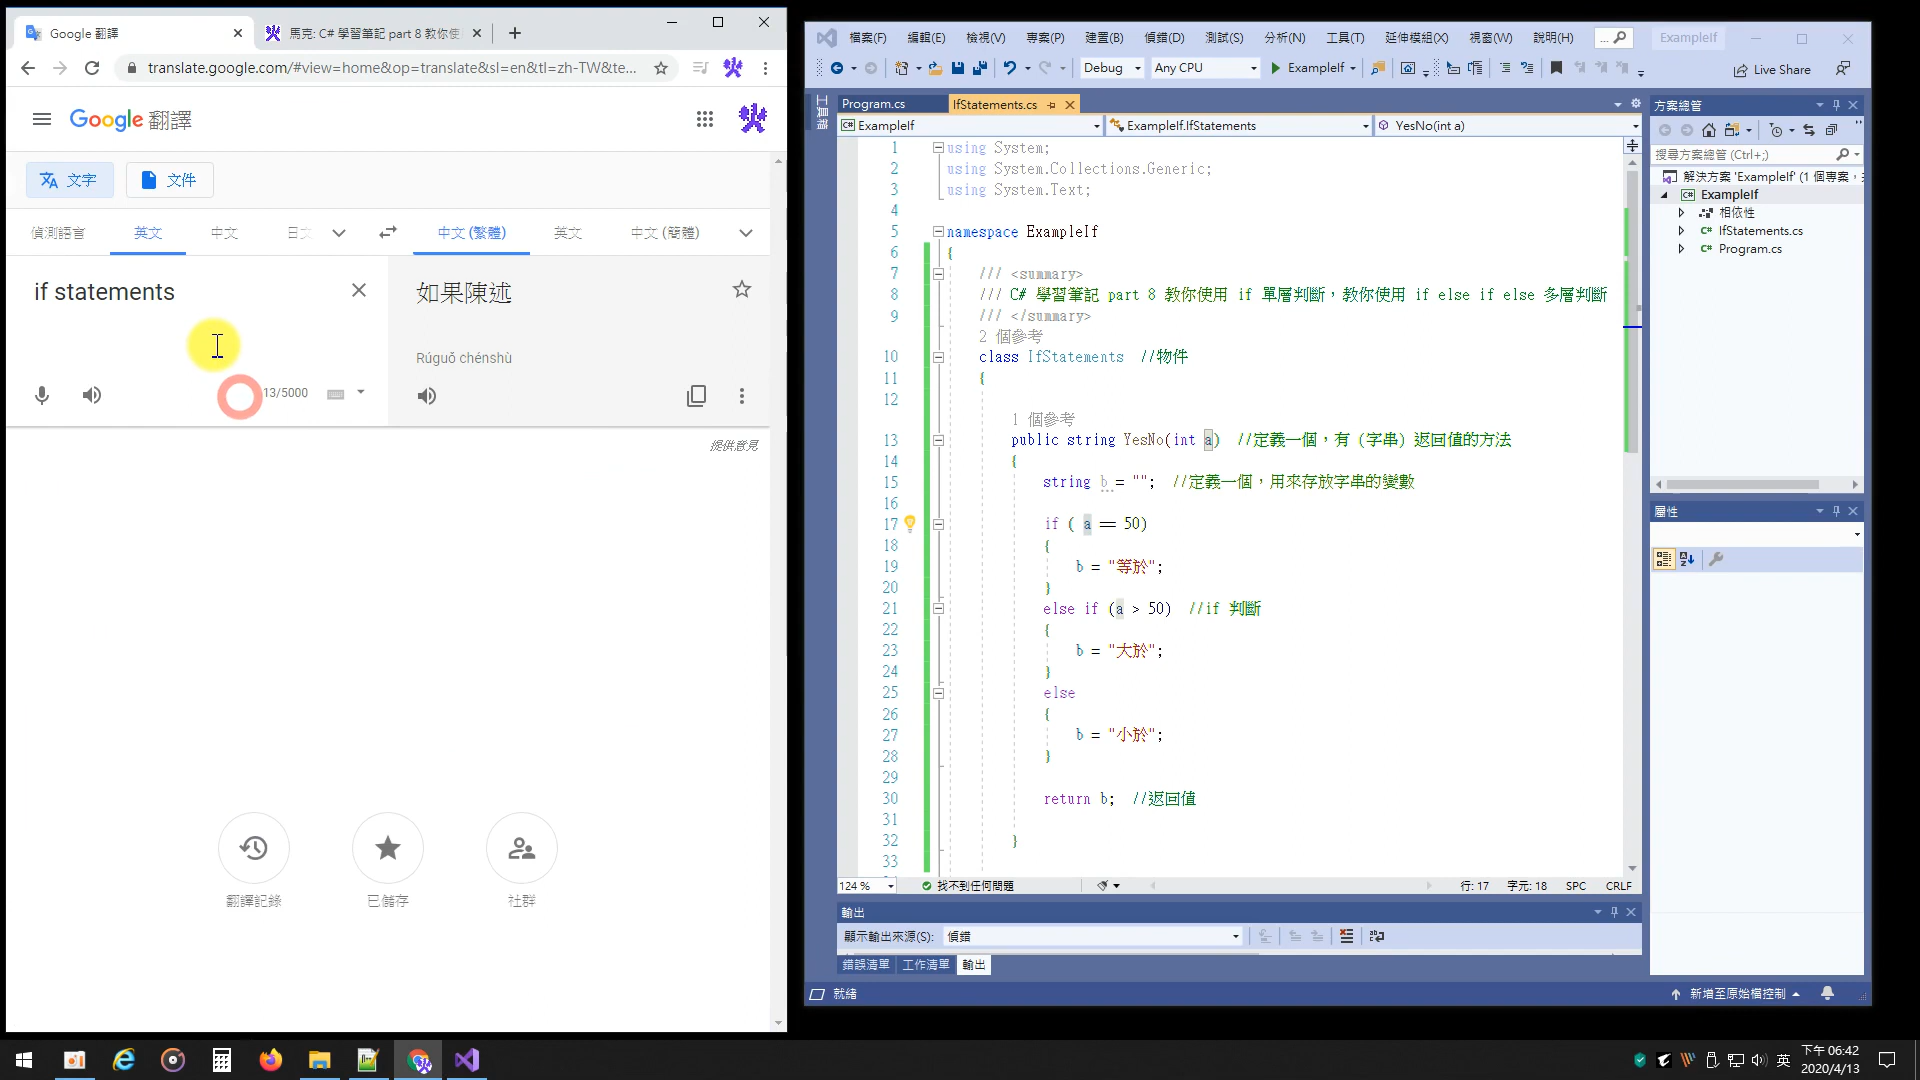 Google 翻譯
馬克: C# 學習筆記 part 8 教你使
translate.google.com/#view=home&op=translate&sl=en&tl=zh-TW&te...
Google 翻譯
文字
文件
偵測語言 英文 中文 日文
中文 (繁體) 英文 中文 (簡體)
if statements
如果陳述
Rúguǒ chénshù
13/5000
提供意見
翻譯記錄
已儲存
社群
檔案(F) 編輯(E) 檢視(V) 專案(P) 建置(B) 偵錯(D) 測試(S) 分析(N) 工具(T) 延伸模組(X) 視窗(W) 說明(H) ... ExampleIf
Debug Any CPU ExampleIf Live Share
工具箱
Program.cs IfStatements.cs
ExampleIf ExampleIf.IfStatements YesNo(int a)
1 using System;
2 using System.Collections.Generic;
3 using System.Text;
4
5 namespace ExampleIf
6 {
7 /// <summary>
8 /// C# 學習筆記 part 8 教你使用 if 單層判斷，教你使用 if else if else 多層判斷
9 /// </summary>
2 個參考
10 class IfStatements //物件
11 {
12
1 個參考
13 public string YesNo(int a) //定義一個，有 (字串) 返回值的方法
14 {
15 string b = ""; //定義一個，用來存放字串的變數
16
17 if ( a == 50)
18 {
19 b = "等於";
20 }
21 else if (a > 50) //if 判斷
22 {
23 b = "大於";
24 }
25 else
26 {
27 b = "小於";
28 }
29
30 return b; //返回值
31
32 }
33
124 % 找不到任何問題 行: 17 字元: 18 SPC CRLF
輸出
顯示輸出來源(S): 偵錯
錯誤清單 工作清單 輸出
就緒
新增至原始檔控制
方案總管
搜尋方案總管 (Ctrl+;)
解決方案 'ExampleIf' (1 個專案，
ExampleIf
相依性
C# IfStatements.cs
C# Program.cs
屬性
英
下午 06:42
2020/4/13